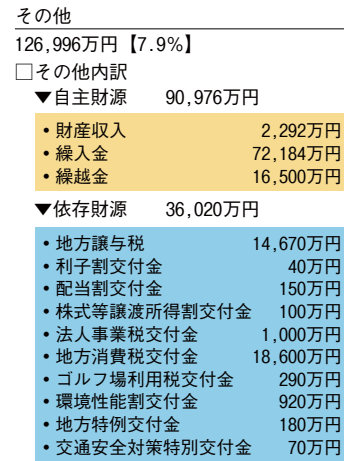 その他
126,996万円【7.9%】
□その他内訳
▼自主財源 90,976万円
・財産収入 2,292万円
・繰入金 72,184万円
・繰越金 16,500万円
▼依存財源 36,020万円
・地方譲与税 14,670万円
・利子割交付金 40万円
・配当割交付金 150万円
・株式等譲渡所得割交付金 100万円
・法人事業税交付金 1,000万円
・地方消費税交付金 18,600万円
・ゴルフ場利用税交付金 290万円
・環境性能割交付金 920万円
・地方特例交付金 180万円
・交通安全対策特別交付金 70万円